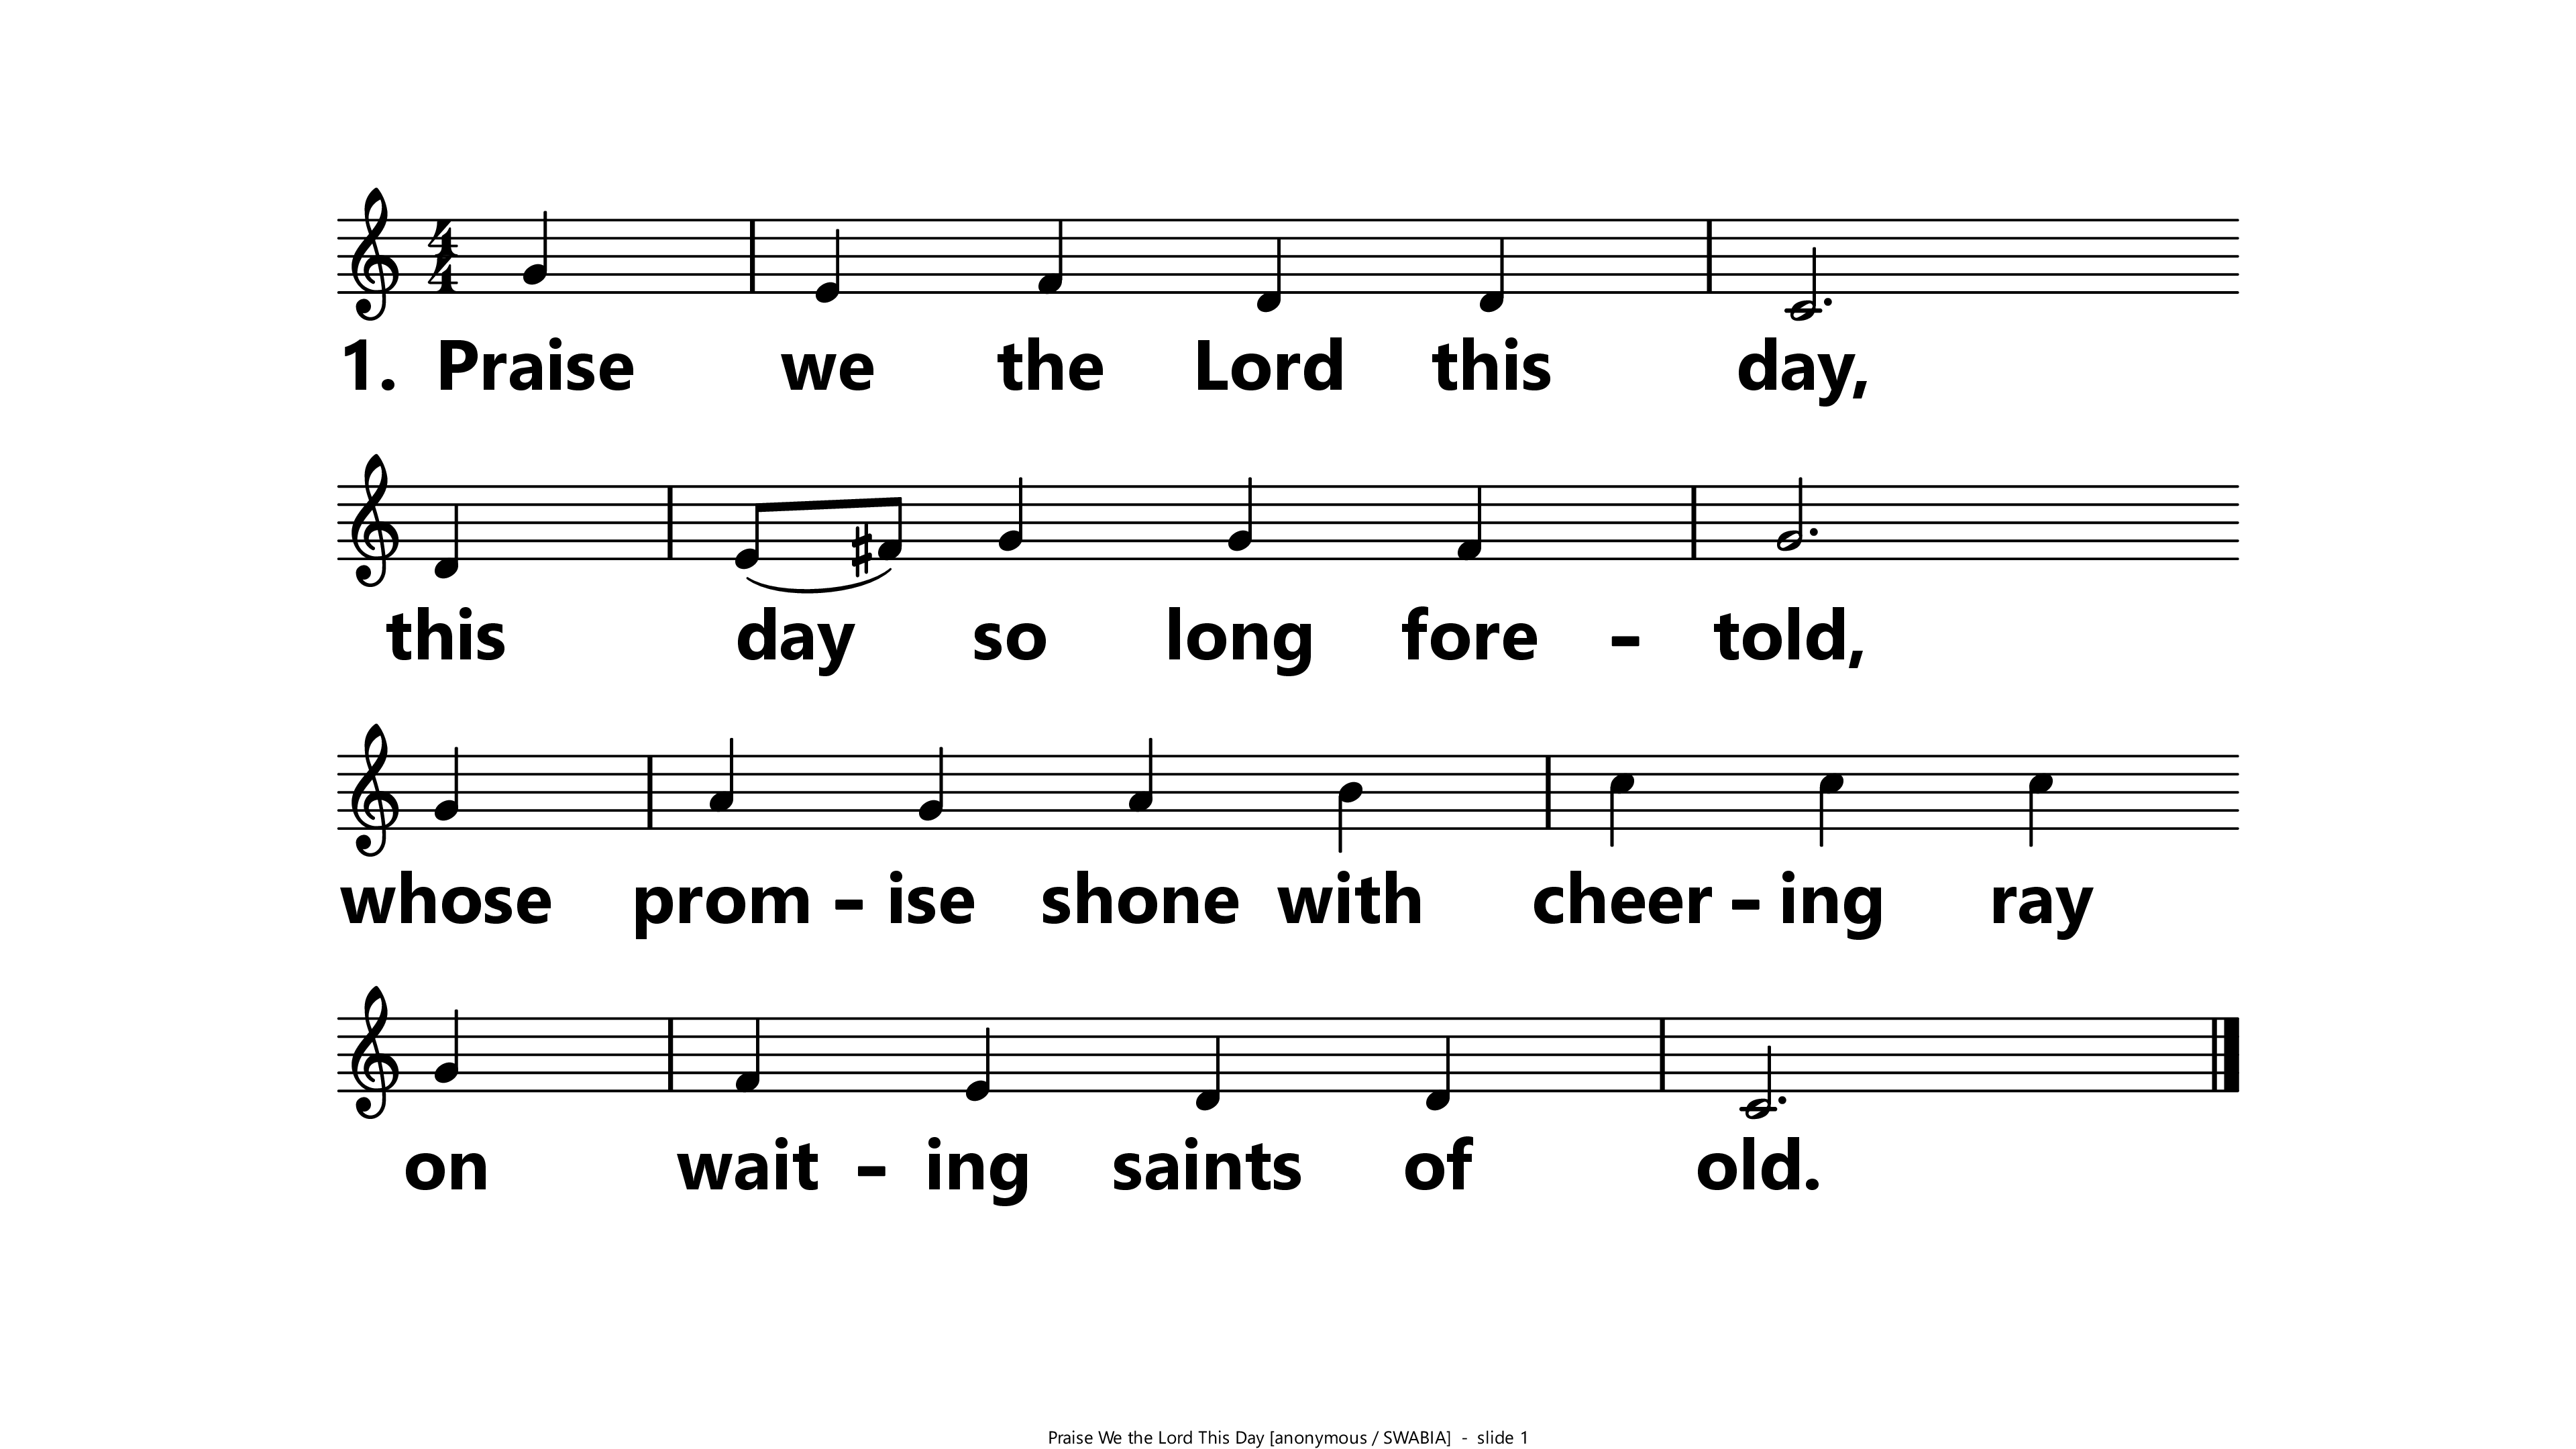 1. Praise we the Lord this day,
this day so long fore - told,
whose prom - ise shone with cheer - ing ray
on wait - ing saints of old.
Praise We the Lord This Day [anonymous / SWABIA] - slide 1